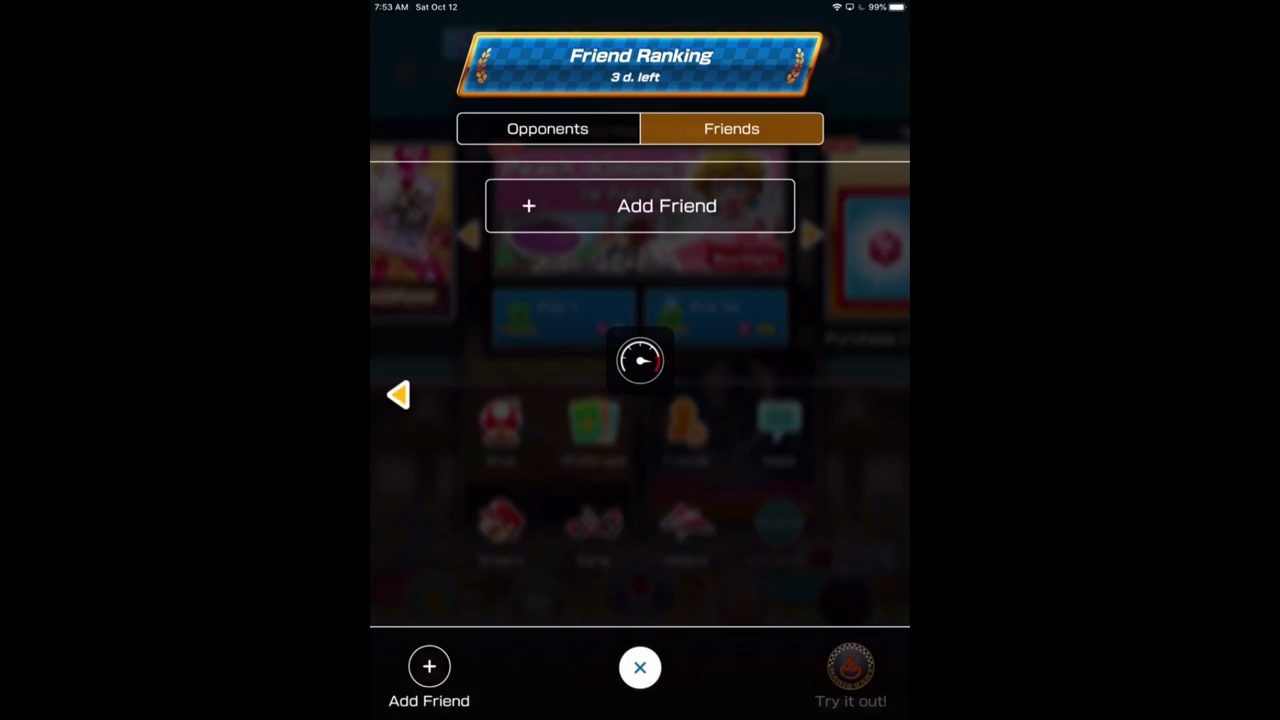 7:53 AM Sat Oct 12
99%
Friend Ranking
3 d. left
Opponents Friends
+ Add Friend
Add Friend
Try it out!